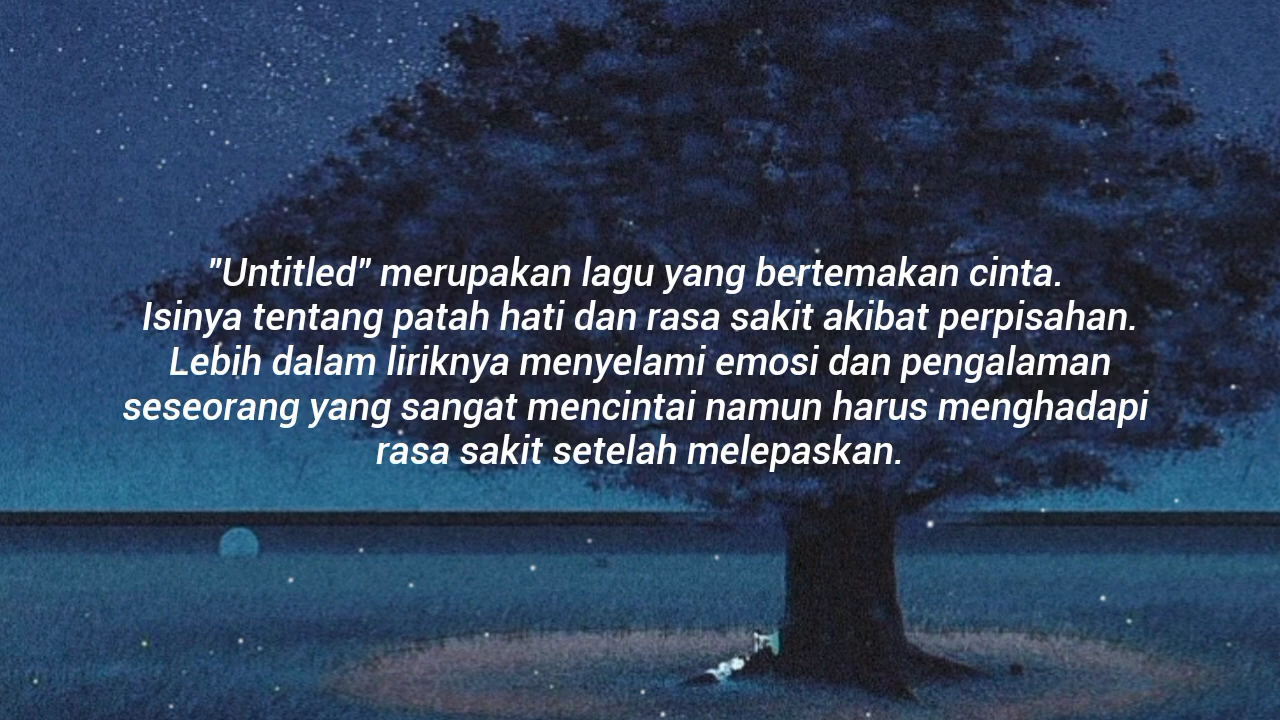 "Untitled" merupakan lagu yang bertemakan cinta.
Isinya tentang patah hati dan rasa sakit akibat perpisahan.
Lebih dalam liriknya menyelami emosi dan pengalaman
seseorang yang sangat mencintai namun harus menghadapi
rasa sakit setelah melepaskan.